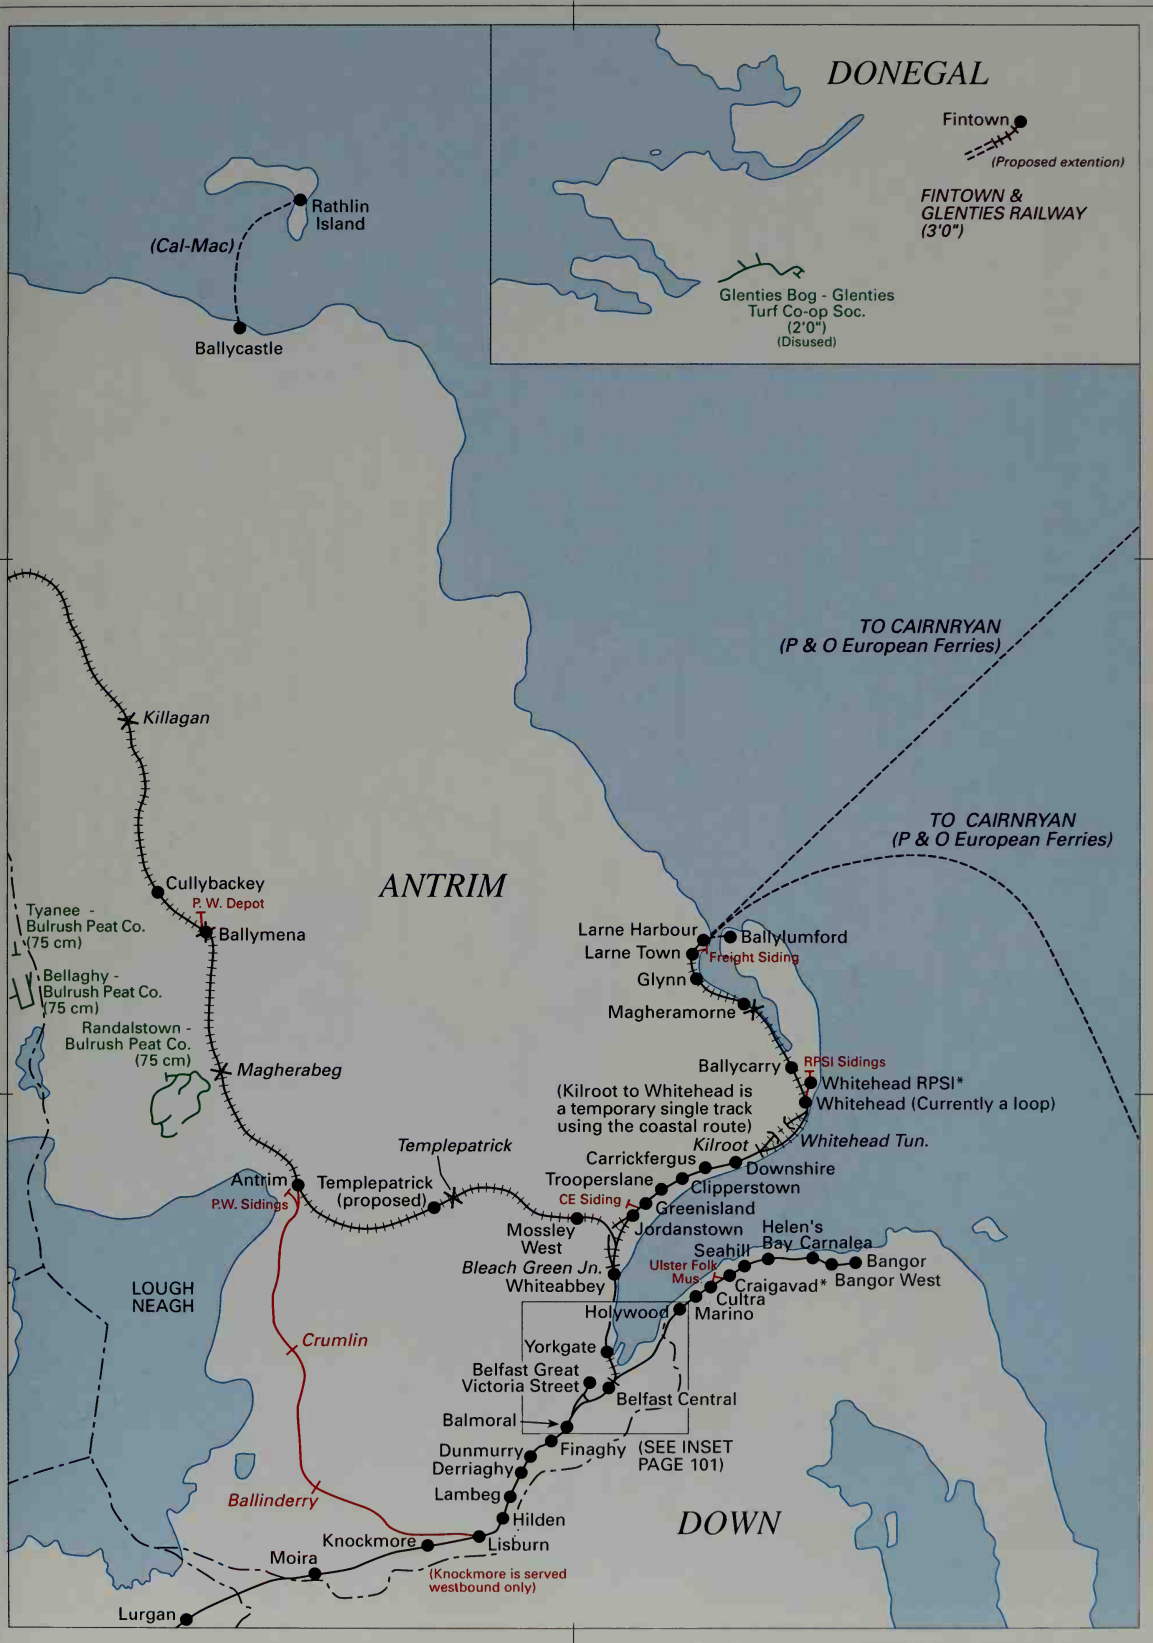 DONEGAL
Fintown
(Proposed extention)
FINTOWN &
GLENTIES RAILWAY
(3'0")
Glenties Bog - Glenties
Turf Co-op Soc.
(2'0")
(Disused)
Rathlin
Island
(Cal-Mac)
Ballycastle
TO CAIRNRYAN
(P & O European Ferries)
Killagan
TO CAIRNRYAN
(P & O European Ferries)
ANTRIM
Cullybackey
P. W. Depot
Ballymena
Tyanee -
Bulrush Peat Co.
(75 cm)
Bellaghy -
Bulrush Peat Co.
(75 cm)
Randalstown -
Bulrush Peat Co.
(75 cm)
Magherabeg
Larne Harbour
Ballylumford
Larne Town
Freight Siding
Glynn
Magheramorne
Ballycarry
RPSI Sidings
Whitehead RPSI*
Whitehead (Currently a loop)
(Kilroot to Whitehead is
a temporary single track
using the coastal route)
Kilroot
Whitehead Tun.
Templepatrick
Carrickfergus
Downshire
Antrim
P.W. Sidings
Templepatrick
(proposed)
Trooperslane
Clipperstown
CE Siding
Greenisland
Jordanstown
Mossley
West
Helen's
Bay
Carnalea
Seahill
Bangor
Bangor West
Bleach Green Jn.
Whiteabbey
Ulster Folk
Mus.
Craigavad*
Cultra
Marino
Holywood
LOUGH
NEAGH
Crumlin
Yorkgate
Belfast Great
Victoria Street
Belfast Central
Balmoral
Finaghy
(SEE INSET
PAGE 101)
Dunmurry
Derriaghy
Lambeg
Hilden
Ballinderry
DOWN
Knockmore
Lisburn
Moira
(Knockmore is served
westbound only)
Lurgan